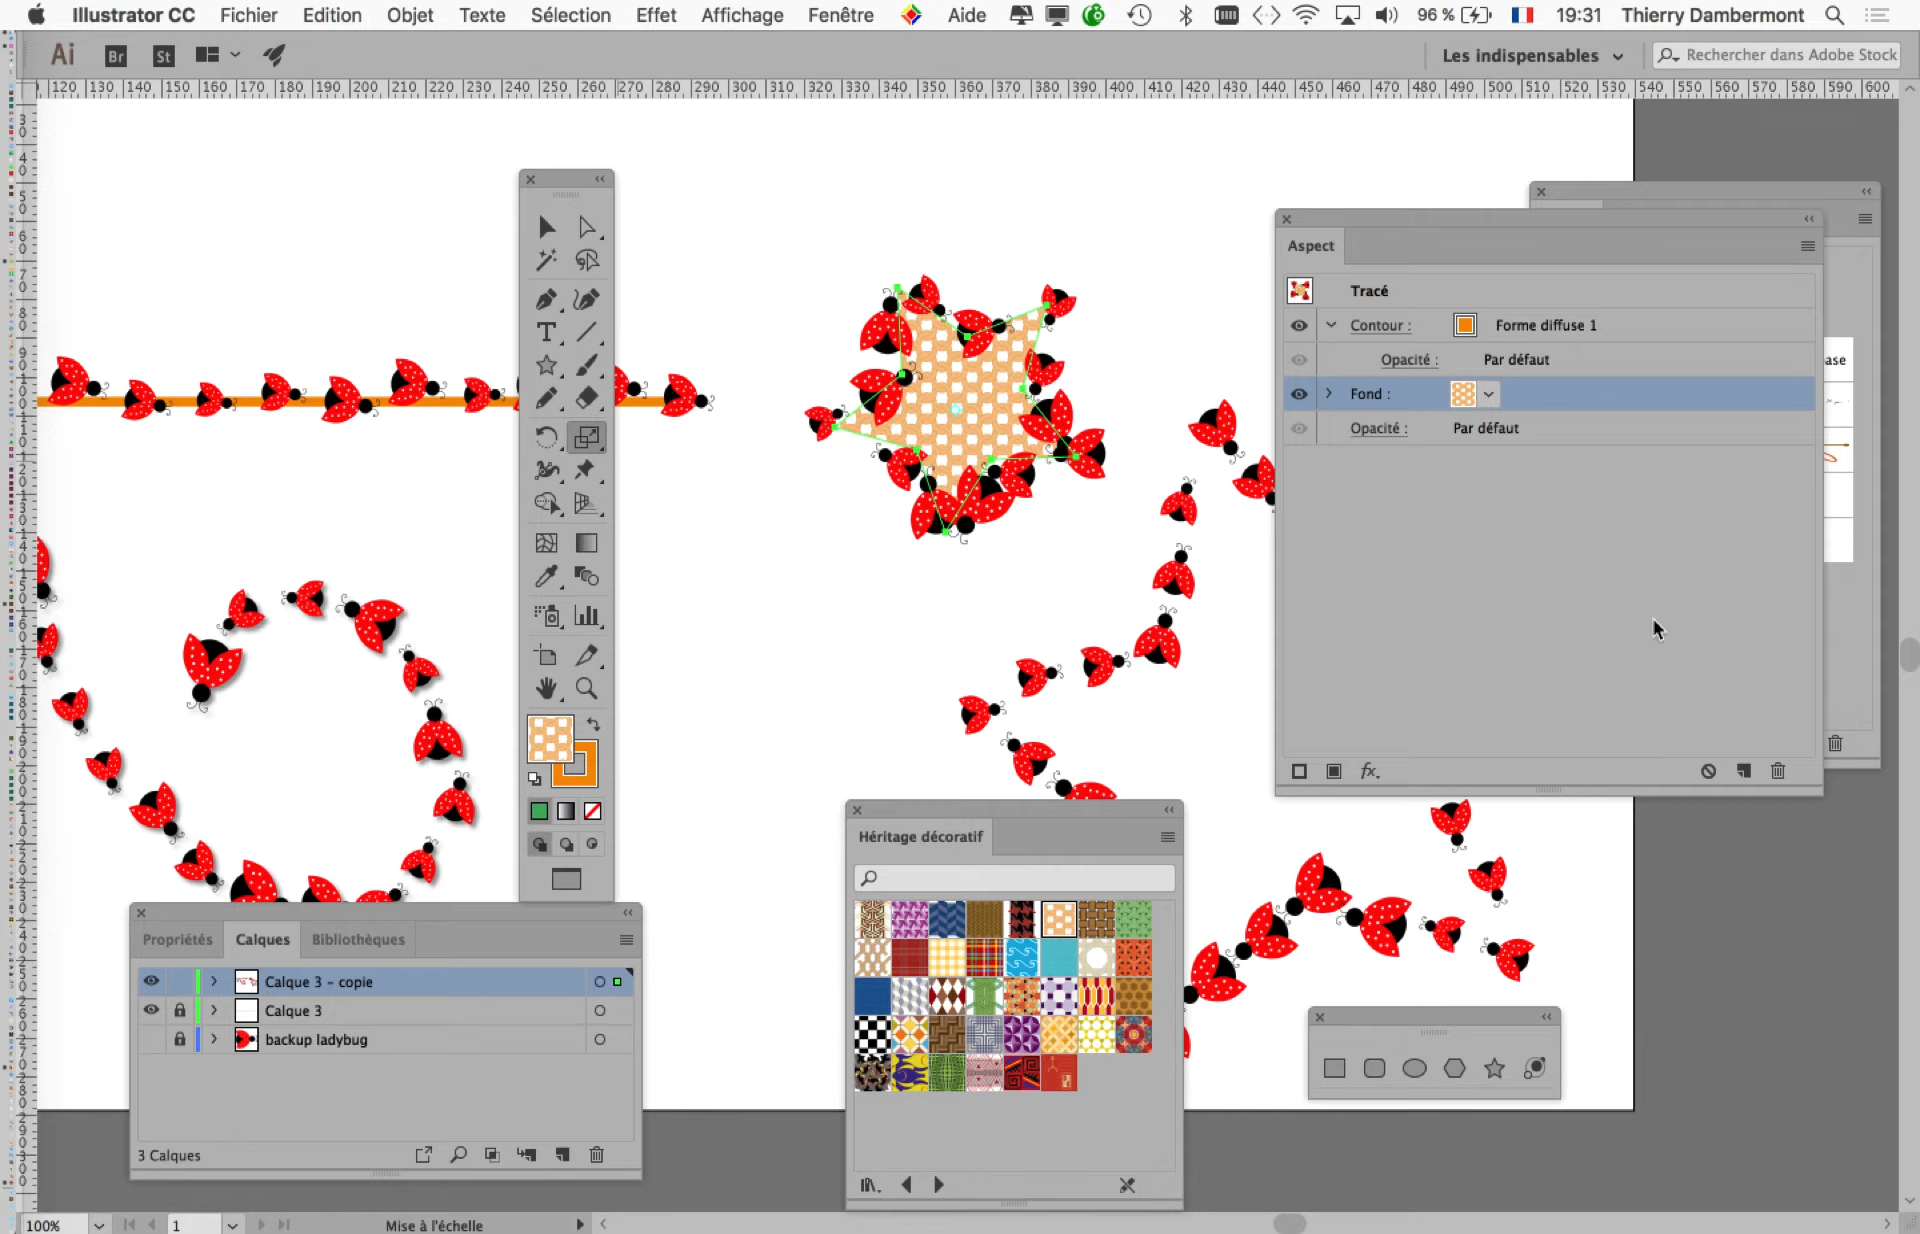 Illustrator CC Fichier Edition Objet Texte Sélection Effet Affichage Fenêtre Aide 96 % 19:31 Thierry Dambermont
Ai Br St Les indispensables Rechercher dans Adobe Stock
120 130 140 150 160 170 180 190 200 210 220 230 240 250 260 270 280 290 300 310 320 330 340 350 360 370 380 390 400 410 420 430 440 450 460 470 480 490 500 510 520 530 540 550 560 570 580 590 600
Aspect
Tracé
Contour : Forme diffuse 1
Opacité : Par défaut
Fond :
Opacité : Par défaut
fx
Héritage décoratif
Propriétés Calques Bibliothèques
Calque 3 - copie
Calque 3
backup ladybug
3 Calques
100% 1 Mise à l'échelle